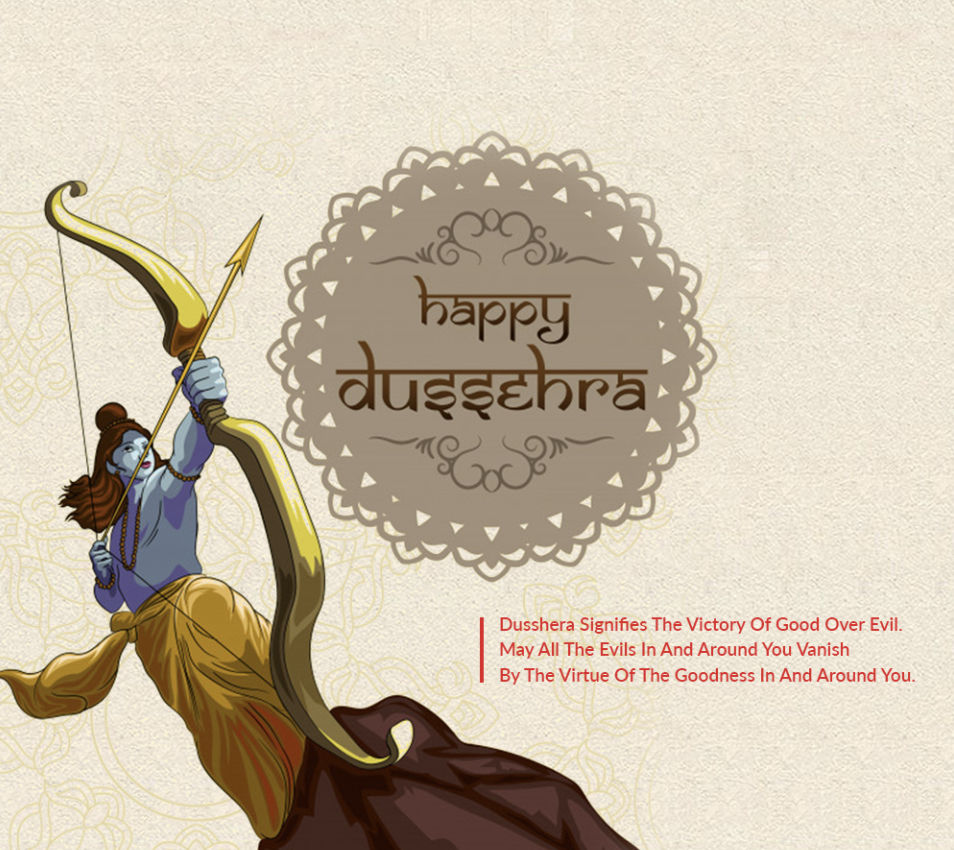 happy
dussehra
Dusshera Signifies The Victory Of Good Over Evil.
May All The Evils In And Around You Vanish
By The Virtue Of The Goodness In And Around You.